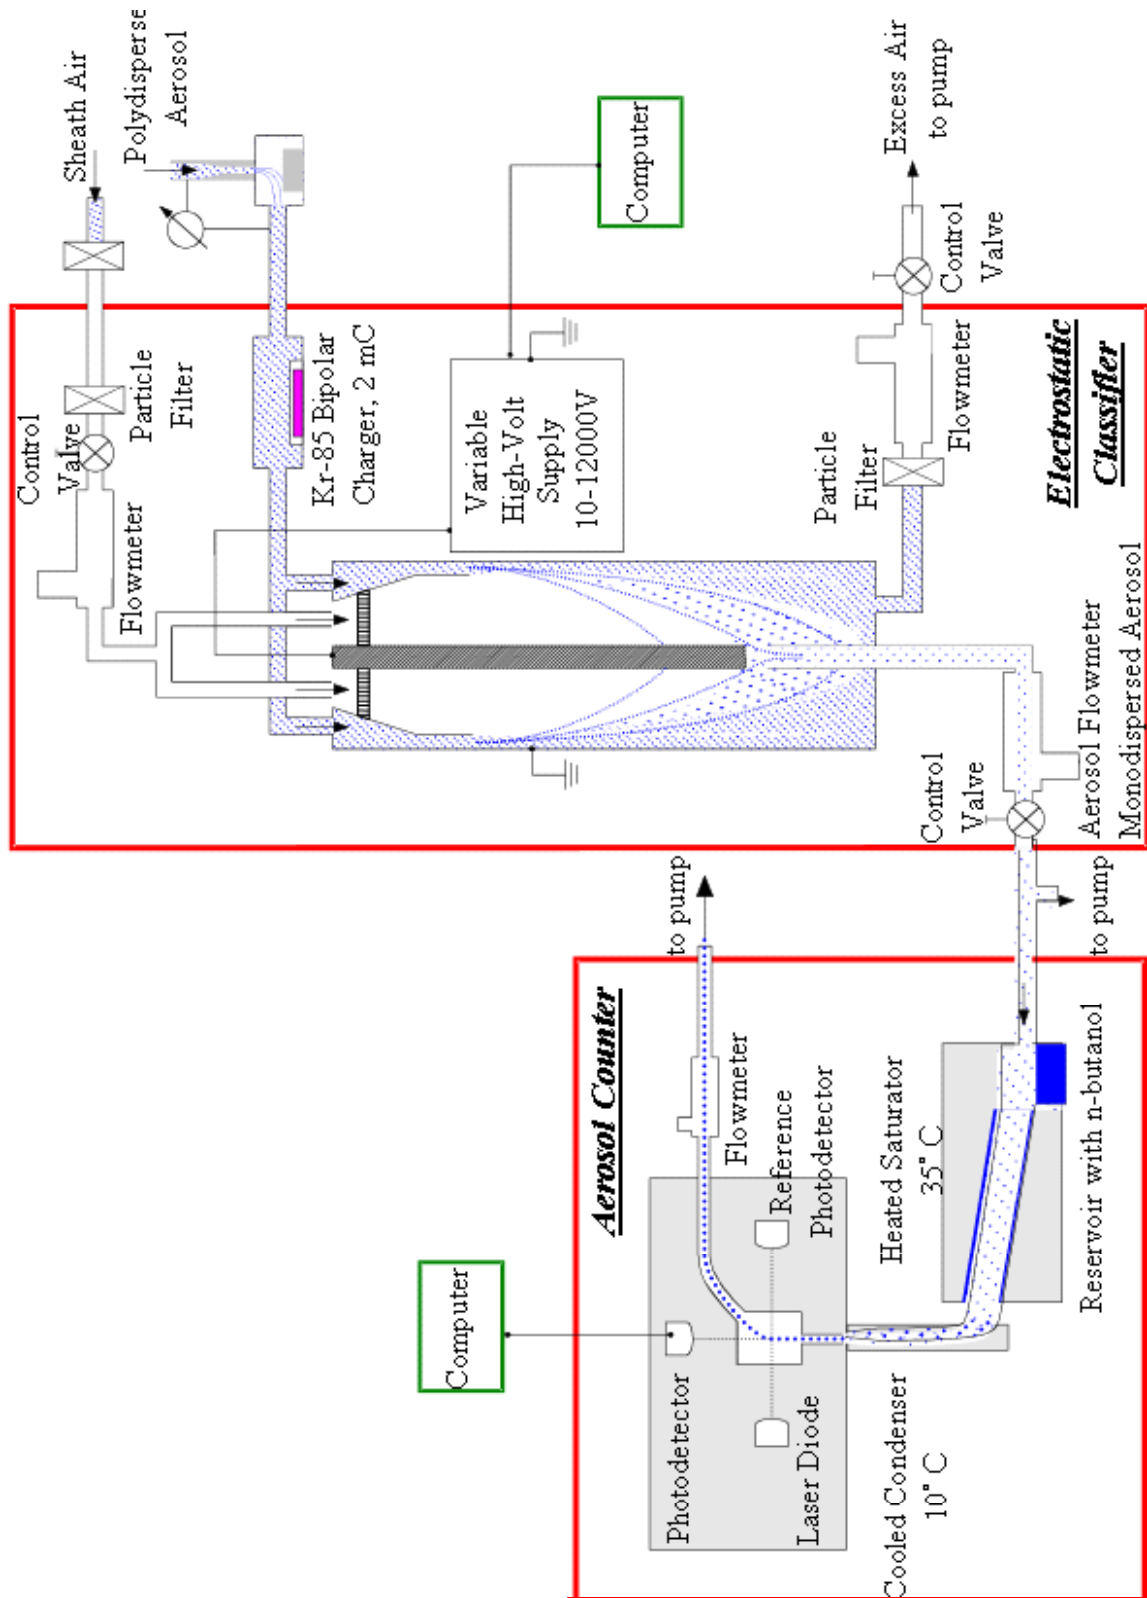 Sheath Air
Polydisperse
Aerosol
Control
Valve
Particle
Filter
Flowmeter
Kr-85 Bipolar
Charger, 2 mC
Variable
High-Volt
Supply
10-12000V
Computer
Excess Air
to pump
Control
Valve
Flowmeter
Particle
Filter
Electrostatic
Classifier
Control
Valve
Aerosol Flowmeter
Monodispersed Aerosol
to pump
to pump
Aerosol Counter
Flowmeter
Reference
Photodetector
Computer
Photodetector
Laser Diode
Heated Saturator
35° C
Cooled Condenser
10° C
Reservoir with n-butanol